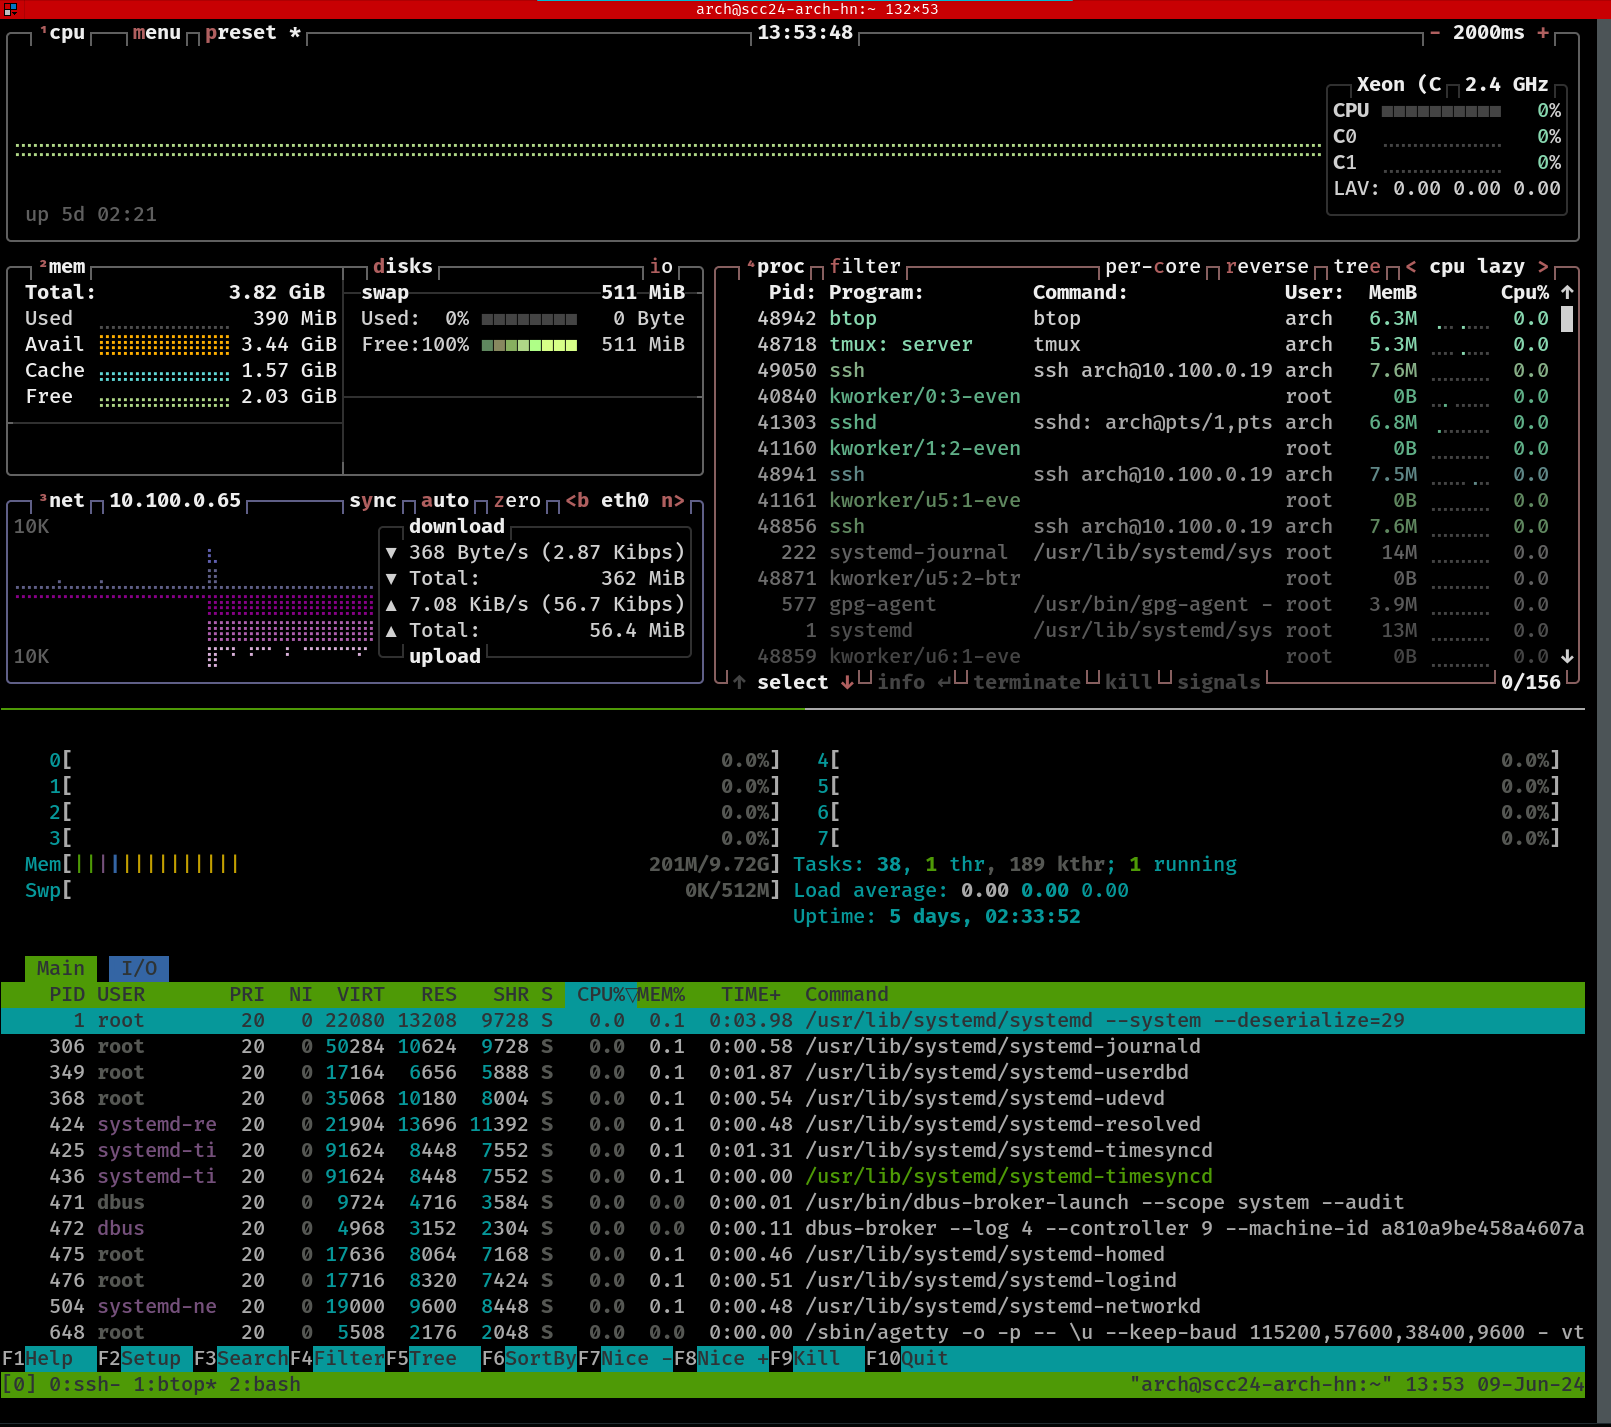 arch@scc24-arch-hn:~ 132×53
¹cpu menu preset * 13:53:48 - 2000ms +
Xeon (C 2.4 GHz
CPU 0%
C0 0%
C1 0%
LAV: 0.00 0.00 0.00
up 5d 02:21
²mem disks io
Total: 3.82 GiB
Used 390 MiB
Avail 3.44 GiB
Cache 1.57 GiB
Free 2.03 GiB
swap 511 MiB
Used: 0% 0 Byte
Free:100% 511 MiB
³net 10.100.0.65 sync auto zero <b eth0 n>
10K
download
▼ 368 Byte/s (2.87 Kibps)
▼ Total: 362 MiB
▲ 7.08 KiB/s (56.7 Kibps)
▲ Total: 56.4 MiB
upload
10K
⁴proc filter per-core reverse tree < cpu lazy >
Pid: Program: Command: User: MemB Cpu% ↑
48942 btop btop arch 6.3M 0.0
48718 tmux: server tmux arch 5.3M 0.0
49050 ssh ssh arch@10.100.0.19 arch 7.6M 0.0
40840 kworker/0:3-even root 0B 0.0
41303 sshd sshd: arch@pts/1,pts arch 6.8M 0.0
41160 kworker/1:2-even root 0B 0.0
48941 ssh ssh arch@10.100.0.19 arch 7.5M 0.0
41161 kworker/u5:1-eve root 0B 0.0
48856 ssh ssh arch@10.100.0.19 arch 7.6M 0.0
222 systemd-journal /usr/lib/systemd/sys root 14M 0.0
48871 kworker/u5:2-btr root 0B 0.0
577 gpg-agent /usr/bin/gpg-agent - root 3.9M 0.0
1 systemd /usr/lib/systemd/sys root 13M 0.0
48859 kworker/u6:1-eve root 0B 0.0 ↓
↑ select ↓ info ↵ terminate kill signals 0/156
0[ 0.0%] 4[ 0.0%]
1[ 0.0%] 5[ 0.0%]
2[ 0.0%] 6[ 0.0%]
3[ 0.0%] 7[ 0.0%]
Mem[|||||||||||||| 201M/9.72G] Tasks: 38, 1 thr, 189 kthr; 1 running
Swp[ 0K/512M] Load average: 0.00 0.00 0.00
Uptime: 5 days, 02:33:52
Main I/O
PID USER PRI NI VIRT RES SHR S CPU%▽MEM% TIME+ Command
1 root 20 0 22080 13208 9728 S 0.0 0.1 0:03.98 /usr/lib/systemd/systemd --system --deserialize=29
306 root 20 0 50284 10624 9728 S 0.0 0.1 0:00.58 /usr/lib/systemd/systemd-journald
349 root 20 0 17164 6656 5888 S 0.0 0.1 0:01.87 /usr/lib/systemd/systemd-userdbd
368 root 20 0 35068 10180 8004 S 0.0 0.1 0:00.54 /usr/lib/systemd/systemd-udevd
424 systemd-re 20 0 21904 13696 11392 S 0.0 0.1 0:00.48 /usr/lib/systemd/systemd-resolved
425 systemd-ti 20 0 91624 8448 7552 S 0.0 0.1 0:01.31 /usr/lib/systemd/systemd-timesyncd
436 systemd-ti 20 0 91624 8448 7552 S 0.0 0.1 0:00.00 /usr/lib/systemd/systemd-timesyncd
471 dbus 20 0 9724 4716 3584 S 0.0 0.0 0:00.01 /usr/bin/dbus-broker-launch --scope system --audit
472 dbus 20 0 4968 3152 2304 S 0.0 0.0 0:00.11 dbus-broker --log 4 --controller 9 --machine-id a810a9be458a4607a
475 root 20 0 17636 8064 7168 S 0.0 0.1 0:00.46 /usr/lib/systemd/systemd-homed
476 root 20 0 17716 8320 7424 S 0.0 0.1 0:00.51 /usr/lib/systemd/systemd-logind
504 systemd-ne 20 0 19000 9600 8448 S 0.0 0.1 0:00.48 /usr/lib/systemd/systemd-networkd
648 root 20 0 5508 2176 2048 S 0.0 0.0 0:00.00 /sbin/agetty -o -p -- \u --keep-baud 115200,57600,38400,9600 - vt
F1Help F2Setup F3SearchF4FilterF5Tree F6SortByF7Nice -F8Nice +F9Kill F10Quit
[0] 0:ssh- 1:btop* 2:bash "arch@scc24-arch-hn:~" 13:53 09-Jun-24